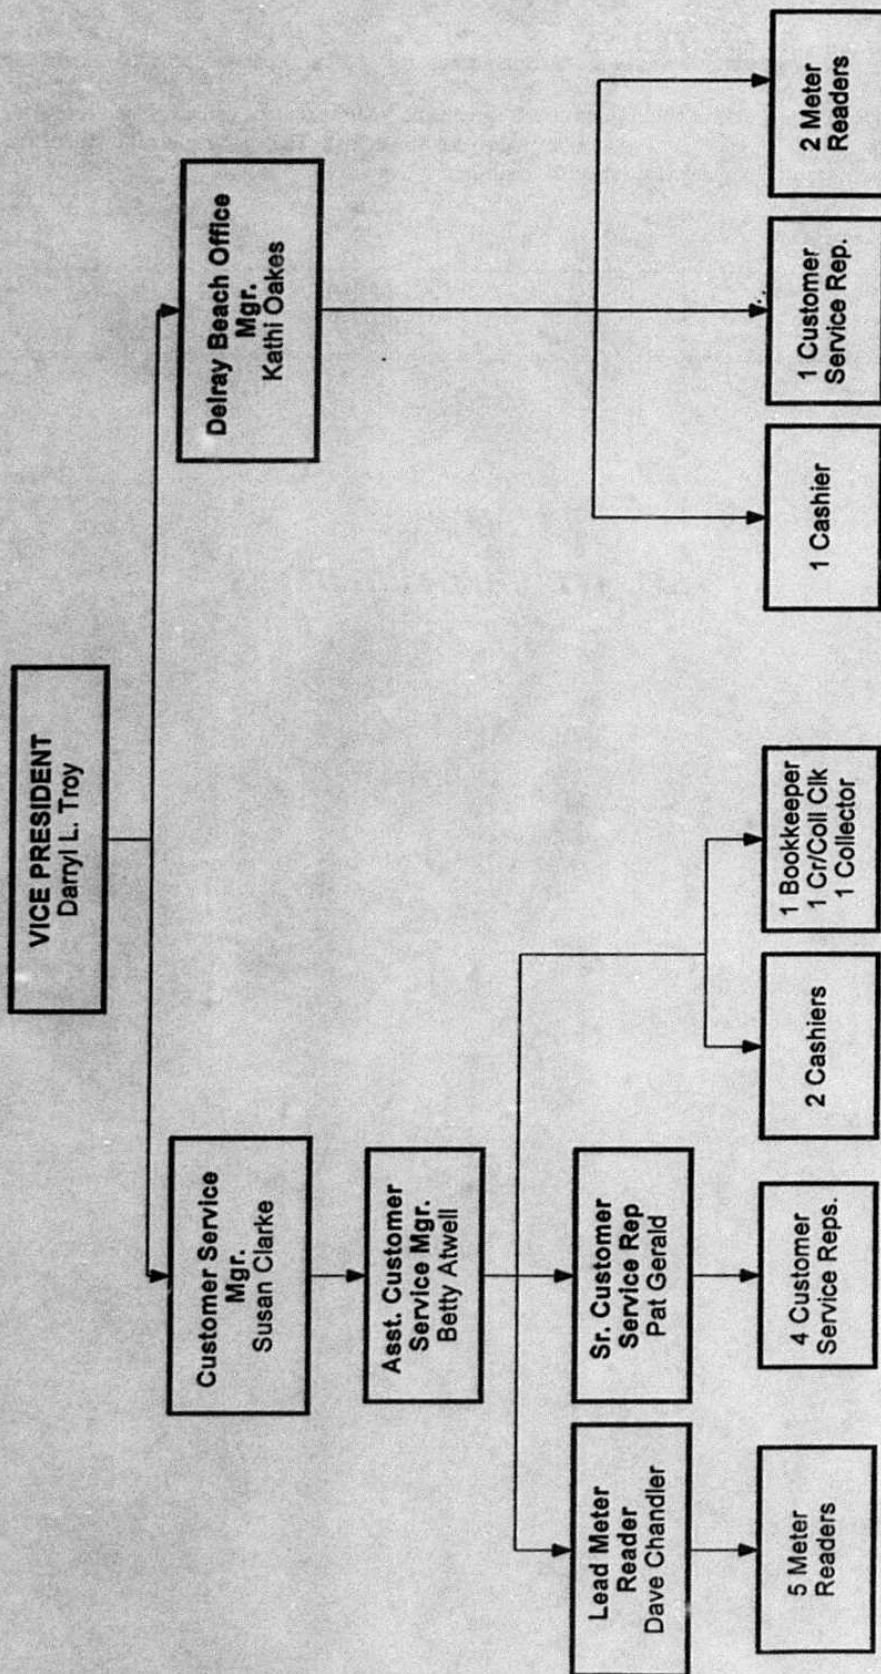 VICE PRESIDENT
Darryl L. Troy
Customer Service
Mgr.
Susan Clarke
Delray Beach Office
Mgr.
Kathi Oakes
Asst. Customer
Service Mgr.
Betty Atwell
Lead Meter
Reader
Dave Chandler
Sr. Customer
Service Rep
Pat Gerald
5 Meter
Readers
4 Customer
Service Reps.
2 Cashiers
1 Bookkeeper
1 Cr/Coll Clk
1 Collector
1 Cashier
1 Customer
Service Rep.
2 Meter
Readers